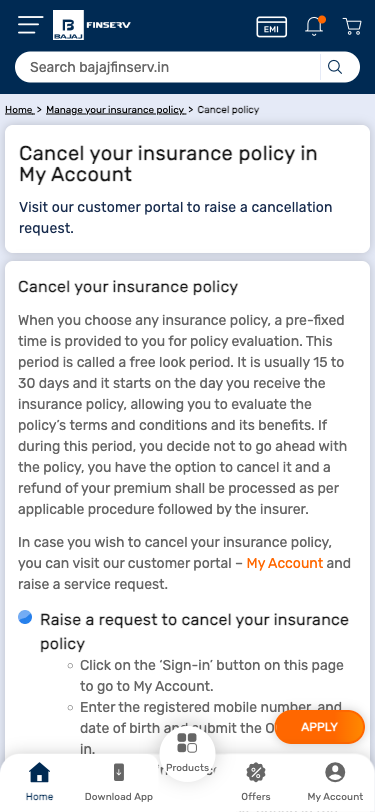 BAJAJ FINSERV
EMI
Search bajajfinserv.in
Home > Manage your insurance policy > Cancel policy
Cancel your insurance policy in
My Account
Visit our customer portal to raise a cancellation
request.
Cancel your insurance policy
When you choose any insurance policy, a pre-fixed
time is provided to you for policy evaluation. This
period is called a free look period. It is usually 15 to
30 days and it starts on the day you receive the
insurance policy, allowing you to evaluate the
policy's terms and conditions and its benefits. If
during this period, you decide not to go ahead with
the policy, you have the option to cancel it and a
refund of your premium shall be processed as per
applicable procedure followed by the insurer.
In case you wish to cancel your insurance policy,
you can visit our customer portal – My Account and
raise a service request.
Raise a request to cancel your insurance
policy
Click on the 'Sign-in' button on this page
to go to My Account.
Enter the registered mobile number, and
date of birth and submit the
in.
APPLY
Products
Home
Download App
Offers
My Account